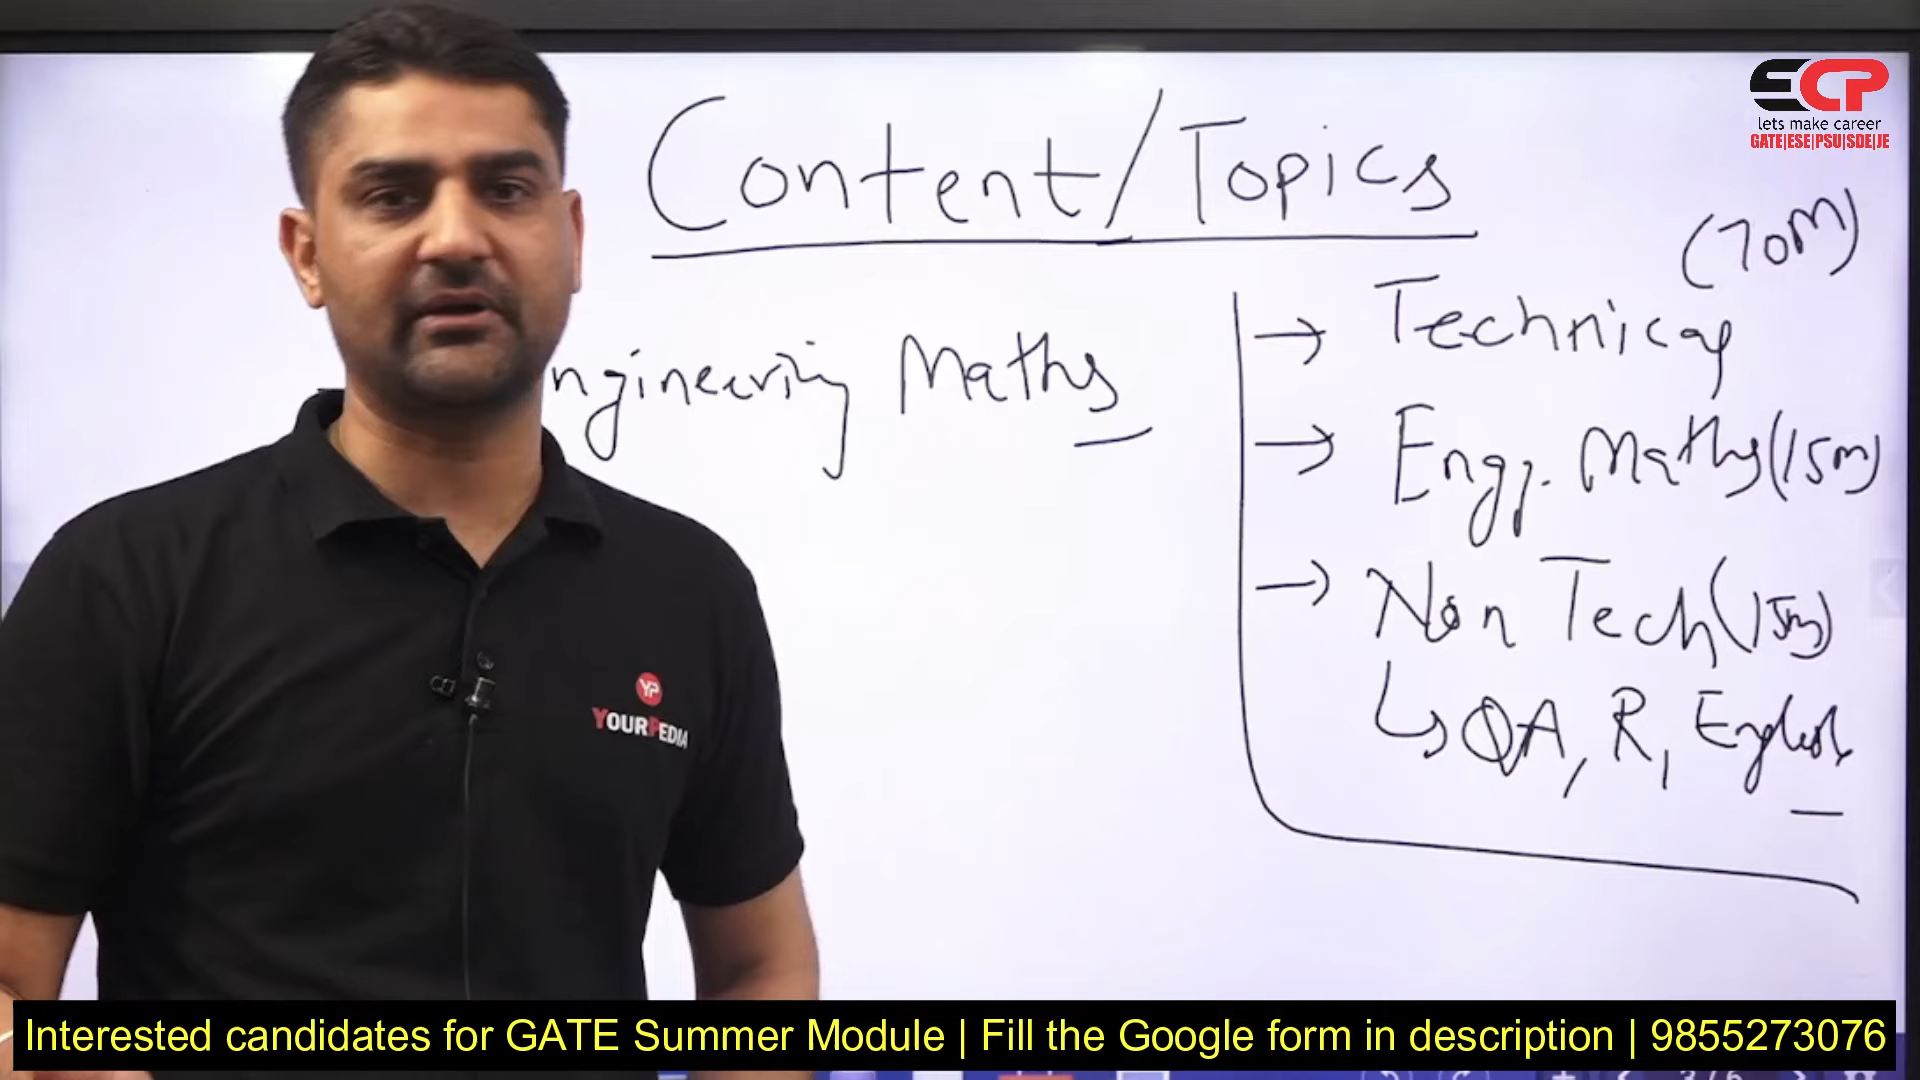 ECP
lets make career
GATE|ESE|PSU|SDE|JE
Content/Topics
(70M)
→ Technical
ngineering Maths
→ Engg. Maths (15m)
→ Non Tech (15m)
↳ QA, R, English
YP
YOURPEDIA
Interested candidates for GATE Summer Module | Fill the Google form in description | 9855273076